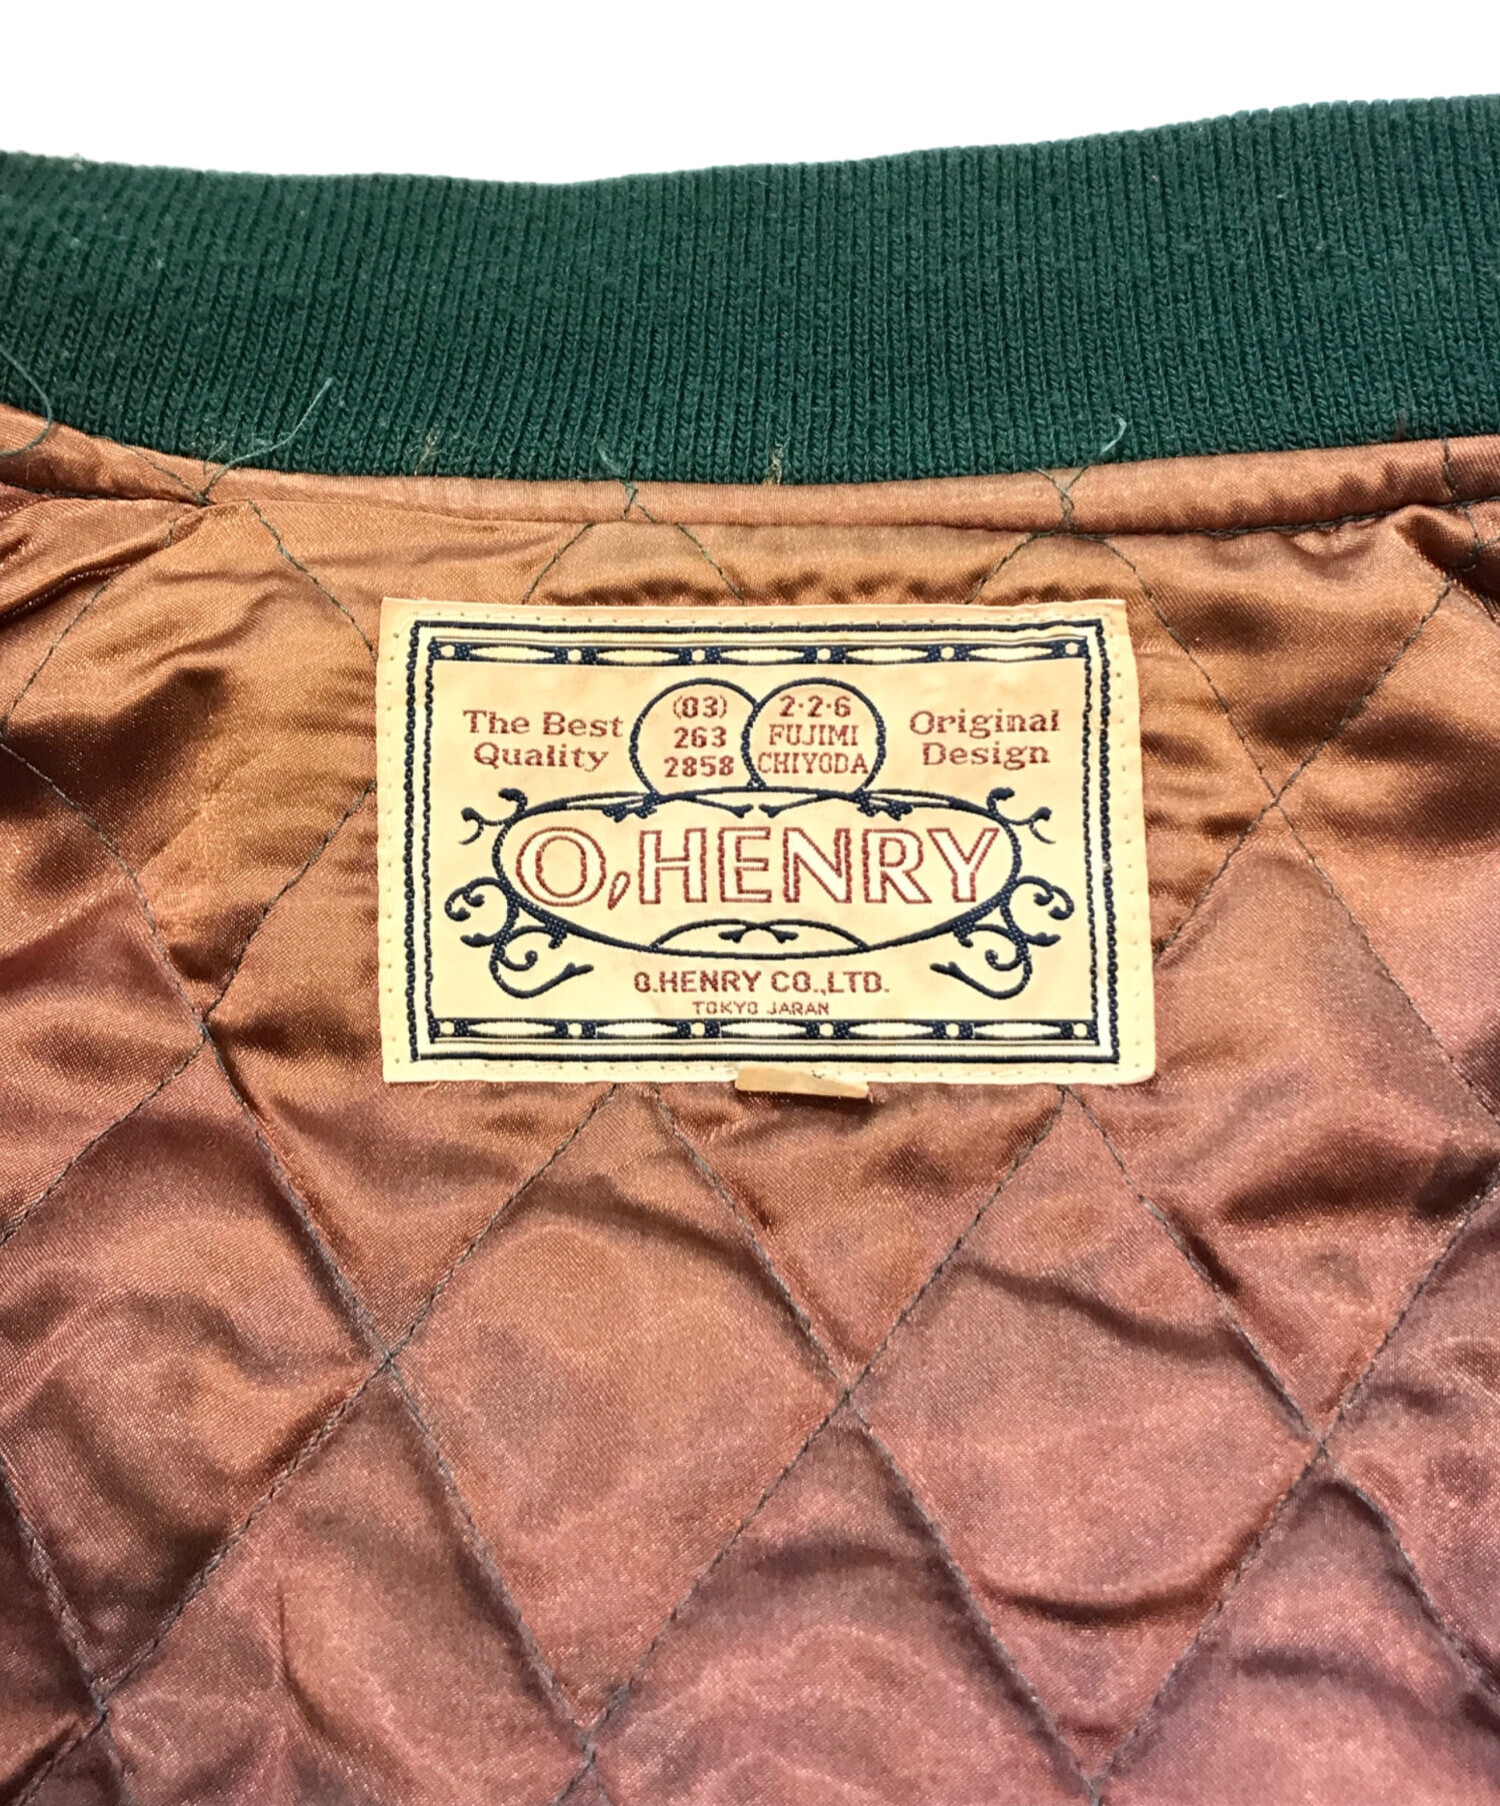 The Best
Quality
(03)
263
2858
2·2·6
FUJIMI
CHIYODA
Original
Design
O,HENRY
O.HENRY CO.,LTD.
TOKYO JARAN